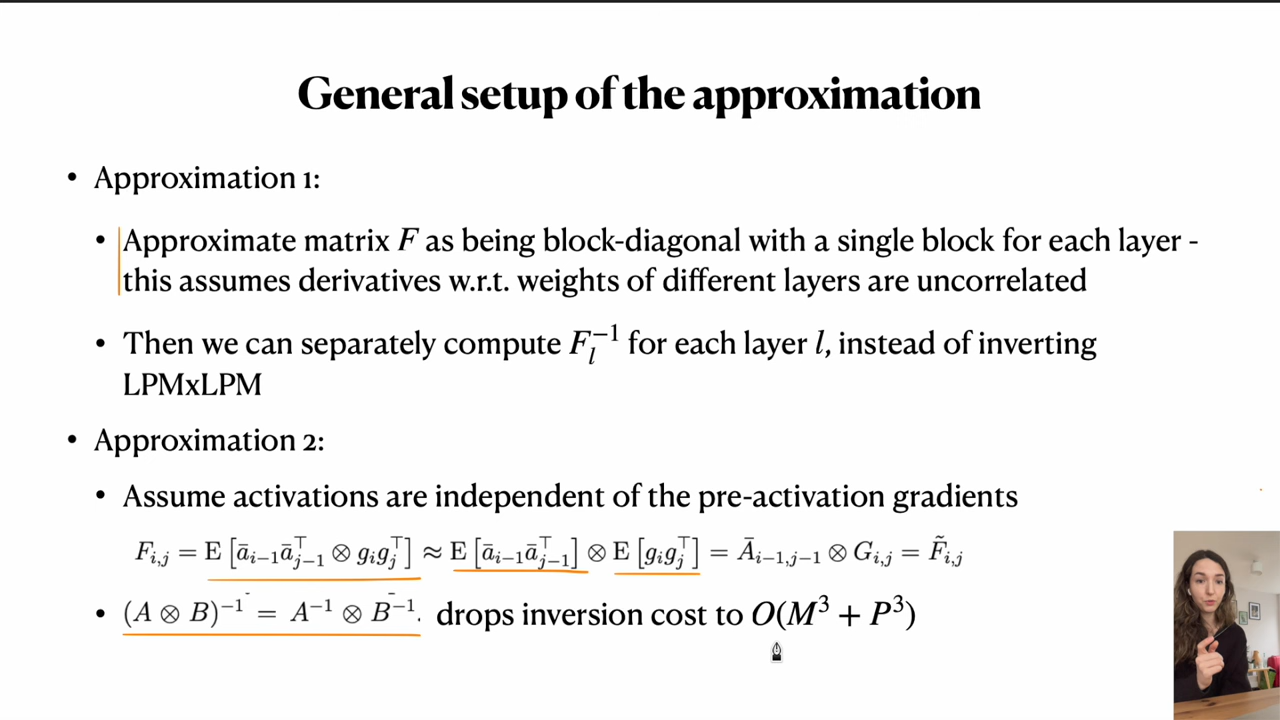 General setup of the approximation
• Approximation 1:
• Approximate matrix F as being block-diagonal with a single block for each layer -
this assumes derivatives w.r.t. weights of different layers are uncorrelated
• Then we can separately compute F_l^{-1} for each layer l, instead of inverting
LPMxLPM
• Approximation 2:
• Assume activations are independent of the pre-activation gradients
F_{i,j} = E [ā_{i−1}ā_{j−1}^⊤ ⊗ g_i g_j^⊤] ≈ E [ā_{i−1}ā_{j−1}^⊤] ⊗ E [g_i g_j^⊤] = Ā_{i−1,j−1} ⊗ G_{i,j} = F̃_{i,j}
• (A ⊗ B)^{−1} = A^{−1} ⊗ B^{−1}. drops inversion cost to O(M^3 + P^3)